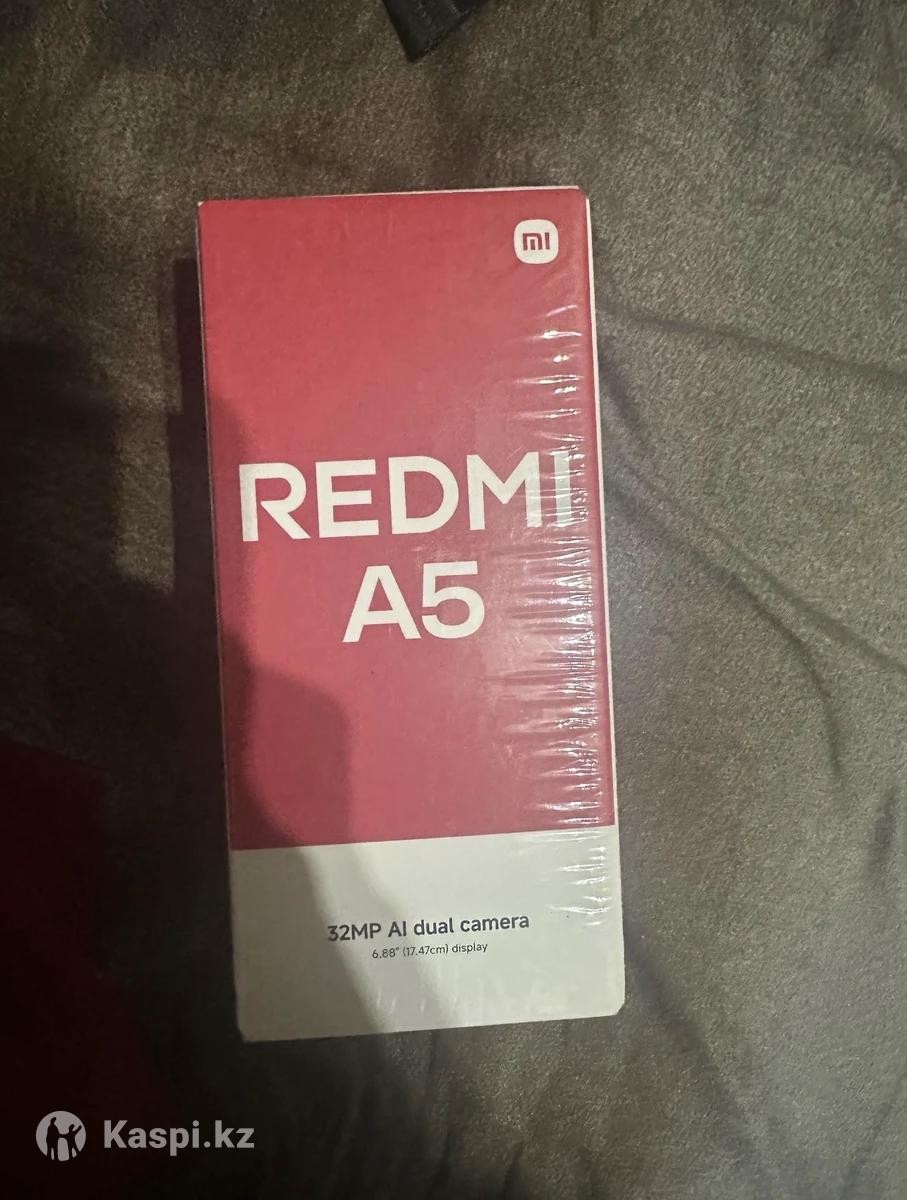 mi
REDMI
A5
32MP AI dual camera
6.88" (17.47cm) display
Kaspi.kz